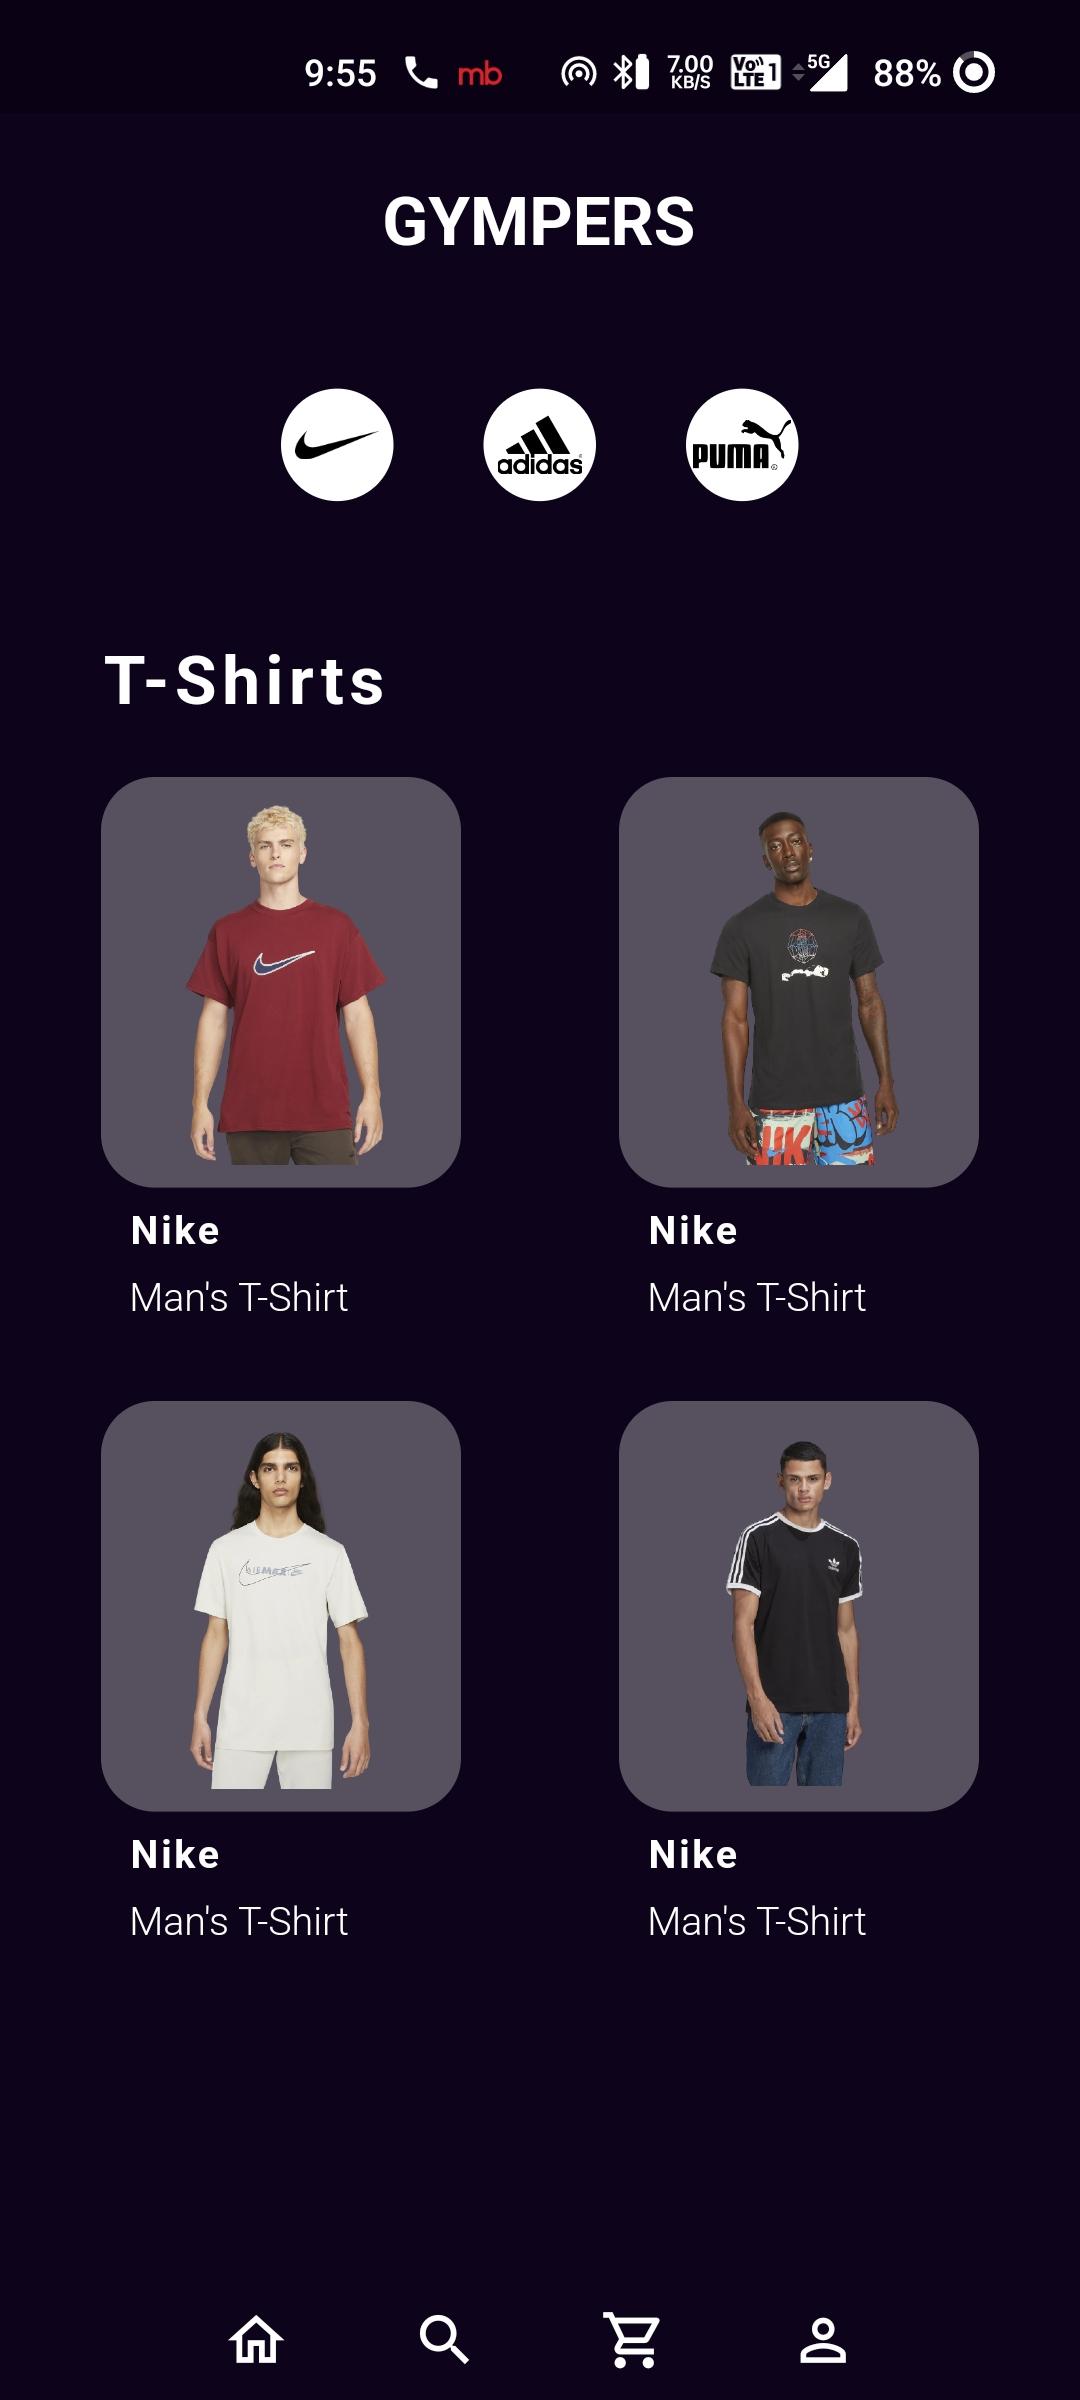 9:55 mb 7.00 KB/S Vo LTE 1 5G 88%
GYMPERS
adidas
PUMA
T-Shirts
Nike Nike
Man's T-Shirt Man's T-Shirt
Nike Nike
Man's T-Shirt Man's T-Shirt